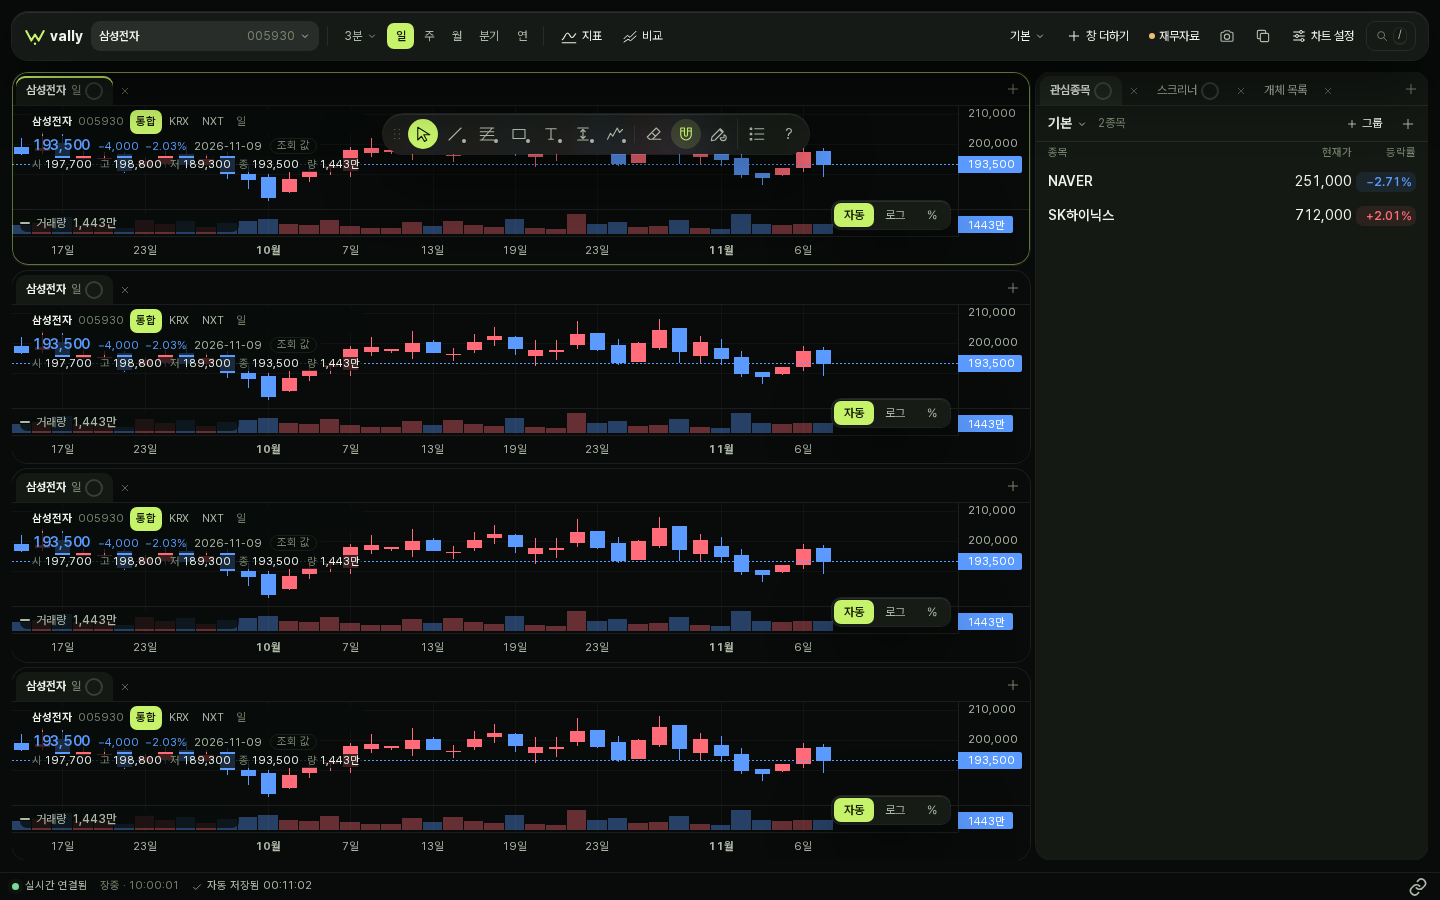 vally 삼성전자 005930 3분 일 주 월 분기 연 지표 비교 기본 창 더하기 재무자료 차트 설정 /
삼성전자 일
삼성전자 005930 통합 KRX NXT 일
193,500 −4,000 −2.03% 2026-11-09 조회 값
시 197,700 고 198,800 저 189,300 종 193,500 량 1,443만
T ?
210,000
200,000
193,500
거래량 1,443만
자동 로그 %
1443만
17일 23일 10월 7일 13일 19일 23일 11월 6일
삼성전자 일
삼성전자 005930 통합 KRX NXT 일
193,500 −4,000 −2.03% 2026-11-09 조회 값
시 197,700 고 198,800 저 189,300 종 193,500 량 1,443만
210,000
200,000
193,500
거래량 1,443만
자동 로그 %
1443만
17일 23일 10월 7일 13일 19일 23일 11월 6일
삼성전자 일
삼성전자 005930 통합 KRX NXT 일
193,500 −4,000 −2.03% 2026-11-09 조회 값
시 197,700 고 198,800 저 189,300 종 193,500 량 1,443만
210,000
200,000
193,500
거래량 1,443만
자동 로그 %
1443만
17일 23일 10월 7일 13일 19일 23일 11월 6일
삼성전자 일
삼성전자 005930 통합 KRX NXT 일
193,500 −4,000 −2.03% 2026-11-09 조회 값
시 197,700 고 198,800 저 189,300 종 193,500 량 1,443만
210,000
200,000
193,500
거래량 1,443만
자동 로그 %
1443만
17일 23일 10월 7일 13일 19일 23일 11월 6일
관심종목 스크리너 개체 목록
기본 2종목 그룹
종목 현재가 등락률
NAVER 251,000 −2.71%
SK하이닉스 712,000 +2.01%
실시간 연결됨 장중 · 10:00:01 자동 저장됨 00:11:02